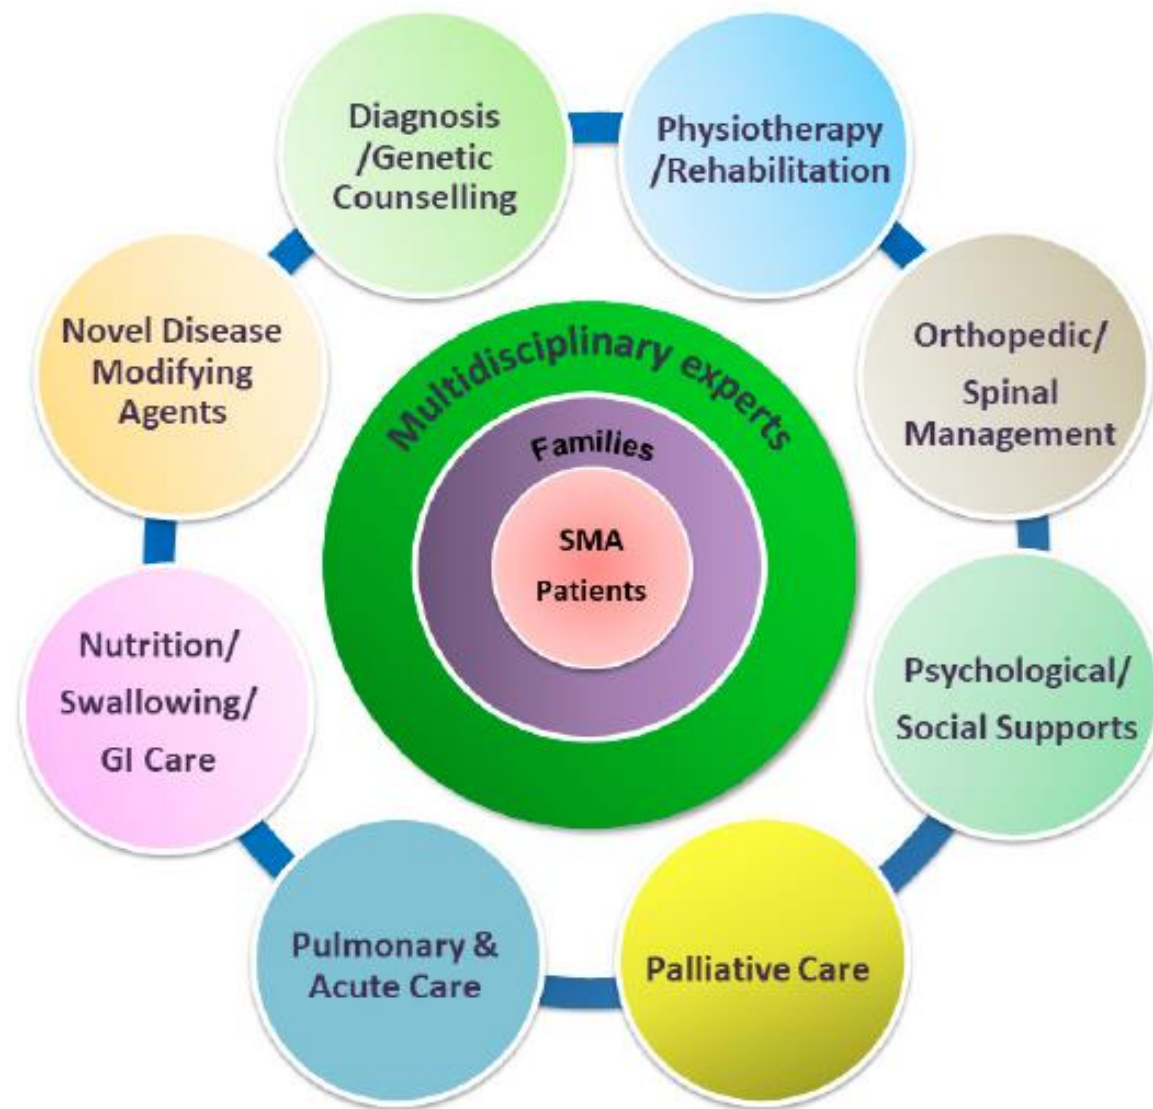 Diagnosis
/Genetic
Counselling
Physiotherapy
/Rehabilitation
Novel Disease
Modifying
Agents
Orthopedic/
Spinal
Management
Multidisciplinary experts
Families
SMA
Patients
Nutrition/
Swallowing/
GI Care
Psychological/
Social Supports
Pulmonary &
Acute Care
Palliative Care